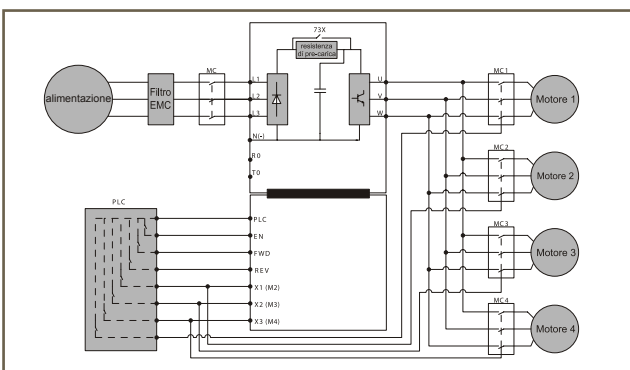 73X
resistenza
di pre-carica
MC
L1
L2
L3
N(-)
R0
T0
U
V
W
alimentazione
Filtro
EMC
MC1
Motore 1
MC2
Motore 2
MC3
Motore 3
MC4
Motore 4
PLC
PLC
EN
FWD
REV
X1 (M2)
X2 (M3)
X3 (M4)